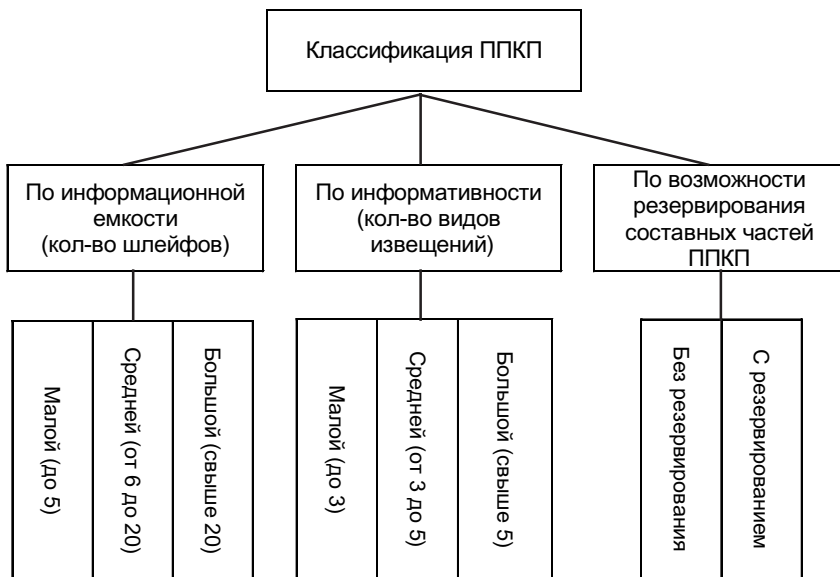 Классификация ППКП
По информационной
емкости
(кол-во шлейфов)
По информативности
(кол-во видов
извещений)
По возможности
резервирования
составных частей
ППКП
Малой (до 5)
Средней (от 6 до 20)
Большой (свыше 20)
Малой (до 3)
Средней (от 3 до 5)
Большой (свыше 5)
Без резервирования
С резервированием